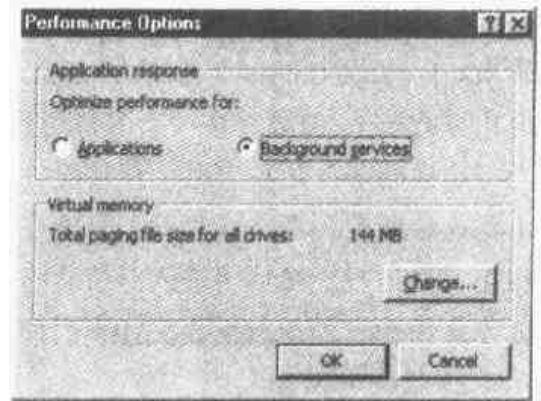 Performance Options
Application response
Optimize performance for:
Applications
Background services
Virtual memory
Total paging file size for all drives: 144 MB
Change...
OK Cancel